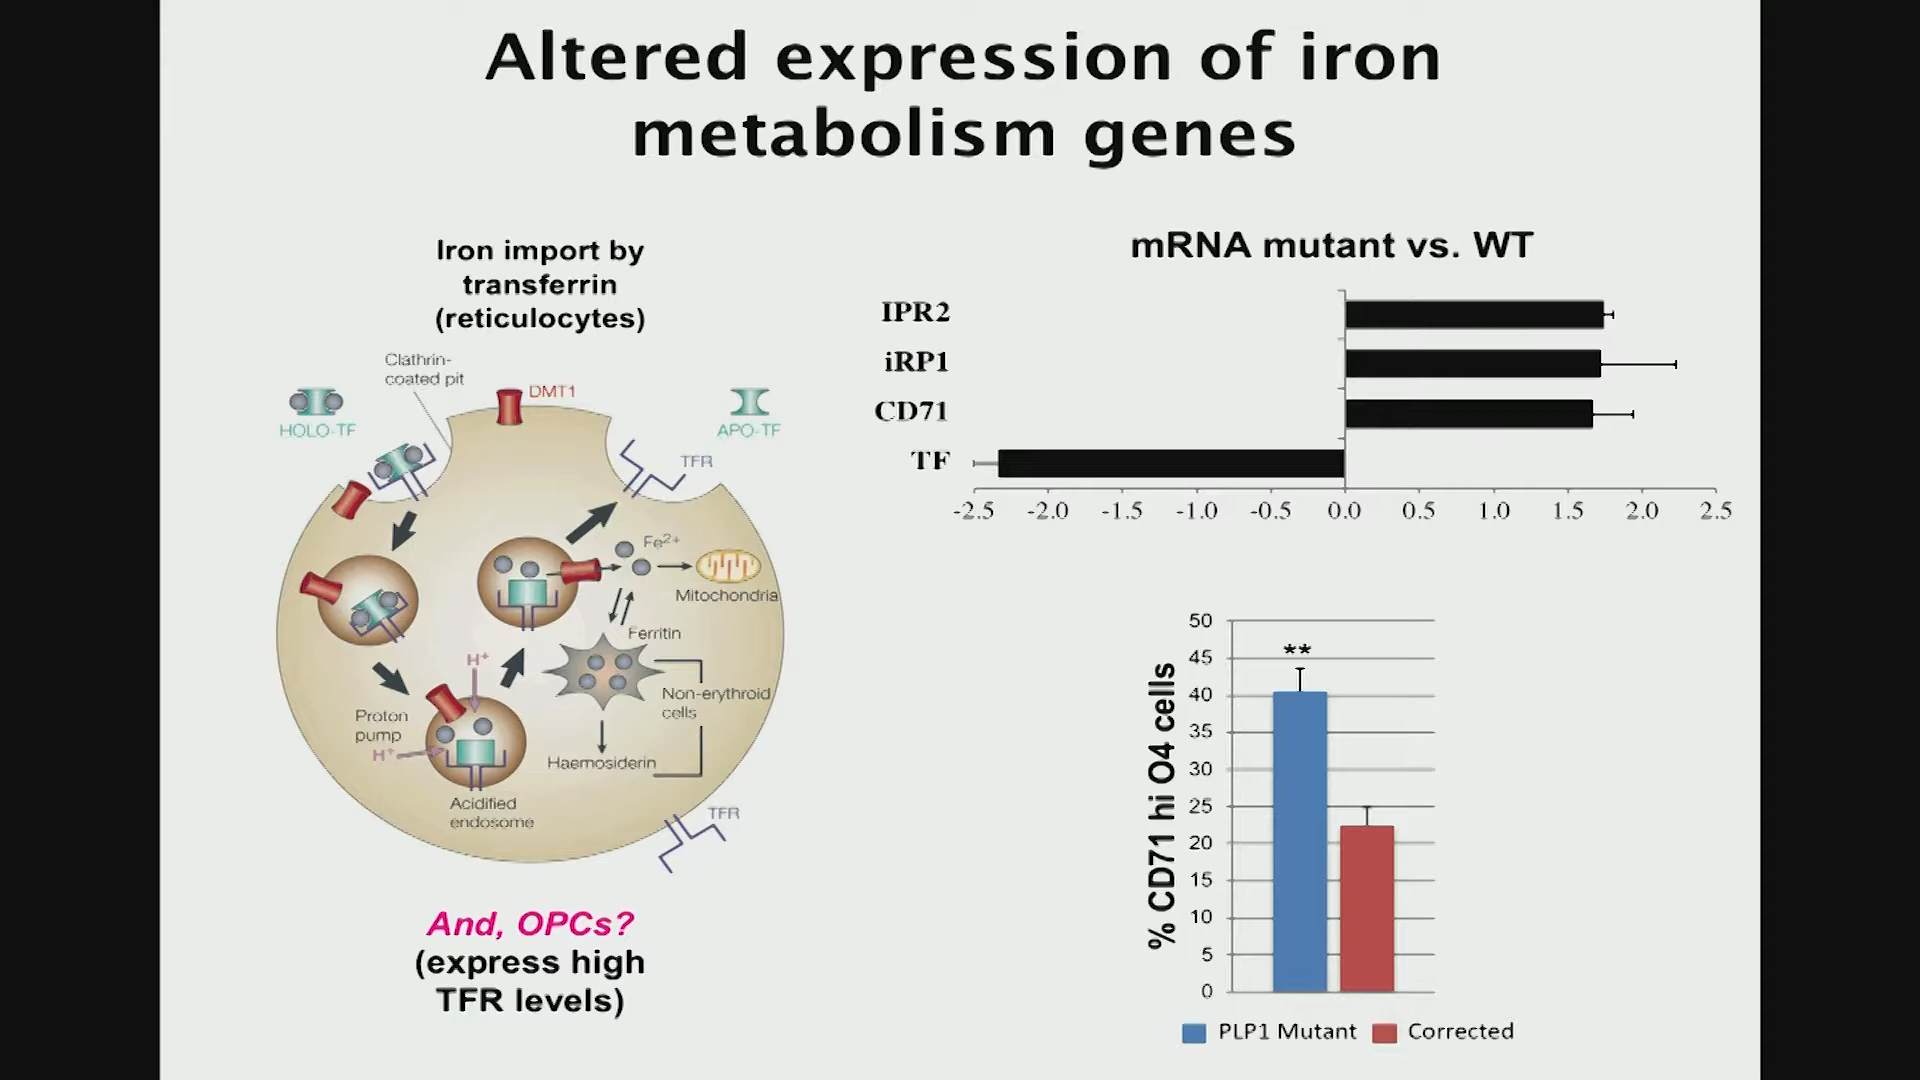 Altered expression of iron
metabolism genes
Iron import by
transferrin
(reticulocytes)
Clathrin-
coated pit
DMT1
HOLO-TF
APO-TF
TFR
Fe2+
Mitochondria
Ferritin
H+
Non-erythroid
cells
Proton
pump
H+
Haemosiderin
Acidified
endosome
TFR
And, OPCs?
(express high
TFR levels)
mRNA mutant vs. WT
IPR2
iRP1
CD71
TF
-2.5 -2.0 -1.5 -1.0 -0.5 0.0 0.5 1.0 1.5 2.0 2.5
% CD71 hi O4 cells
50
**
45
40
35
30
25
20
15
10
5
0
PLP1 Mutant Corrected